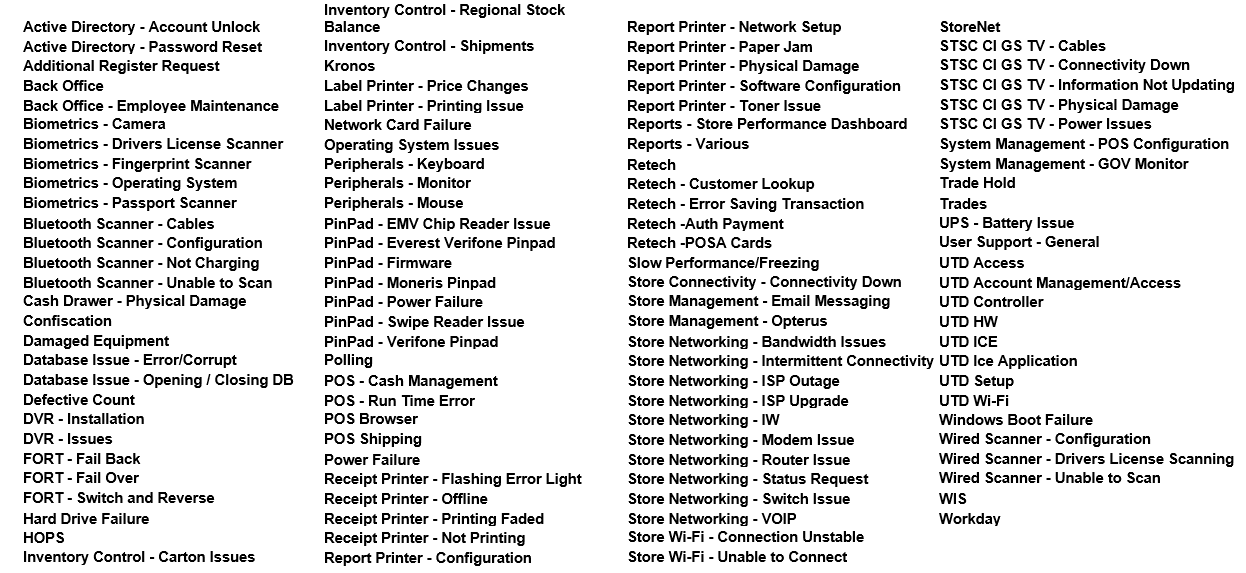 Active Directory - Account Unlock
Active Directory - Password Reset
Additional Register Request
Back Office
Back Office - Employee Maintenance
Biometrics - Camera
Biometrics - Drivers License Scanner
Biometrics - Fingerprint Scanner
Biometrics - Operating System
Biometrics - Passport Scanner
Bluetooth Scanner - Cables
Bluetooth Scanner - Configuration
Bluetooth Scanner - Not Charging
Bluetooth Scanner - Unable to Scan
Cash Drawer - Physical Damage
Confiscation
Damaged Equipment
Database Issue - Error/Corrupt
Database Issue - Opening / Closing DB
Defective Count
DVR - Installation
DVR - Issues
FORT - Fail Back
FORT - Fail Over
FORT - Switch and Reverse
Hard Drive Failure
HOPS
Inventory Control - Carton Issues
Inventory Control - Regional Stock
Balance
Inventory Control - Shipments
Kronos
Label Printer - Price Changes
Label Printer - Printing Issue
Network Card Failure
Operating System Issues
Peripherals - Keyboard
Peripherals - Monitor
Peripherals - Mouse
PinPad - EMV Chip Reader Issue
PinPad - Everest Verifone Pinpad
PinPad - Firmware
PinPad - Moneris Pinpad
PinPad - Power Failure
PinPad - Swipe Reader Issue
PinPad - Verifone Pinpad
Polling
POS - Cash Management
POS - Run Time Error
POS Browser
POS Shipping
Power Failure
Receipt Printer - Flashing Error Light
Receipt Printer - Offline
Receipt Printer - Printing Faded
Receipt Printer - Not Printing
Report Printer - Configuration
Report Printer - Network Setup
Report Printer - Paper Jam
Report Printer - Physical Damage
Report Printer - Software Configuration
Report Printer - Toner Issue
Reports - Store Performance Dashboard
Reports - Various
Retech
Retech - Customer Lookup
Retech - Error Saving Transaction
Retech -Auth Payment
Retech -POSA Cards
Slow Performance/Freezing
Store Connectivity - Connectivity Down
Store Management - Email Messaging
Store Management - Opterus
Store Networking - Bandwidth Issues
Store Networking - Intermittent Connectivity
Store Networking - ISP Outage
Store Networking - ISP Upgrade
Store Networking - IW
Store Networking - Modem Issue
Store Networking - Router Issue
Store Networking - Status Request
Store Networking - Switch Issue
Store Networking - VOIP
Store Wi-Fi - Connection Unstable
Store Wi-Fi - Unable to Connect
StoreNet
STSC CI GS TV - Cables
STSC CI GS TV - Connectivity Down
STSC CI GS TV - Information Not Updating
STSC CI GS TV - Physical Damage
STSC CI GS TV - Power Issues
System Management - POS Configuration
System Management - GOV Monitor
Trade Hold
Trades
UPS - Battery Issue
User Support - General
UTD Access
UTD Account Management/Access
UTD Controller
UTD HW
UTD ICE
UTD Ice Application
UTD Setup
UTD Wi-Fi
Windows Boot Failure
Wired Scanner - Configuration
Wired Scanner - Drivers License Scanning
Wired Scanner - Unable to Scan
WIS
Workday